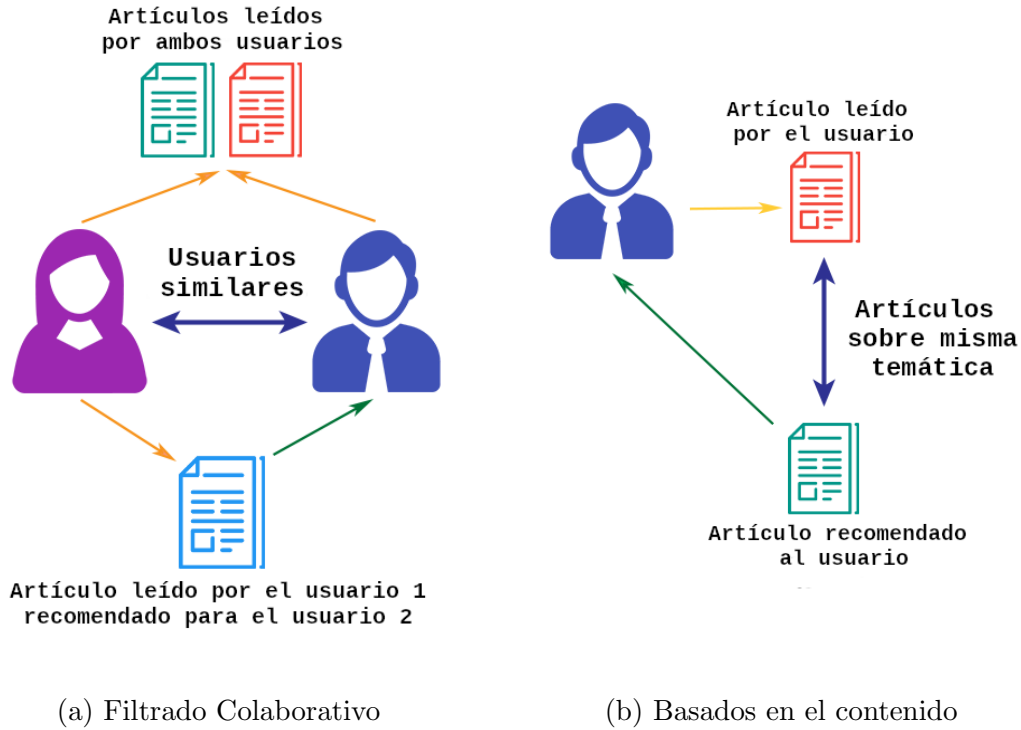 Artículos leídos
por ambos usuarios
Usuarios
similares
Artículo leído por el usuario 1
recomendado para el usuario 2
(a) Filtrado Colaborativo
Artículo leído
por el usuario
Artículos
sobre misma
temática
Artículo recomendado
al usuario
(b) Basados en el contenido